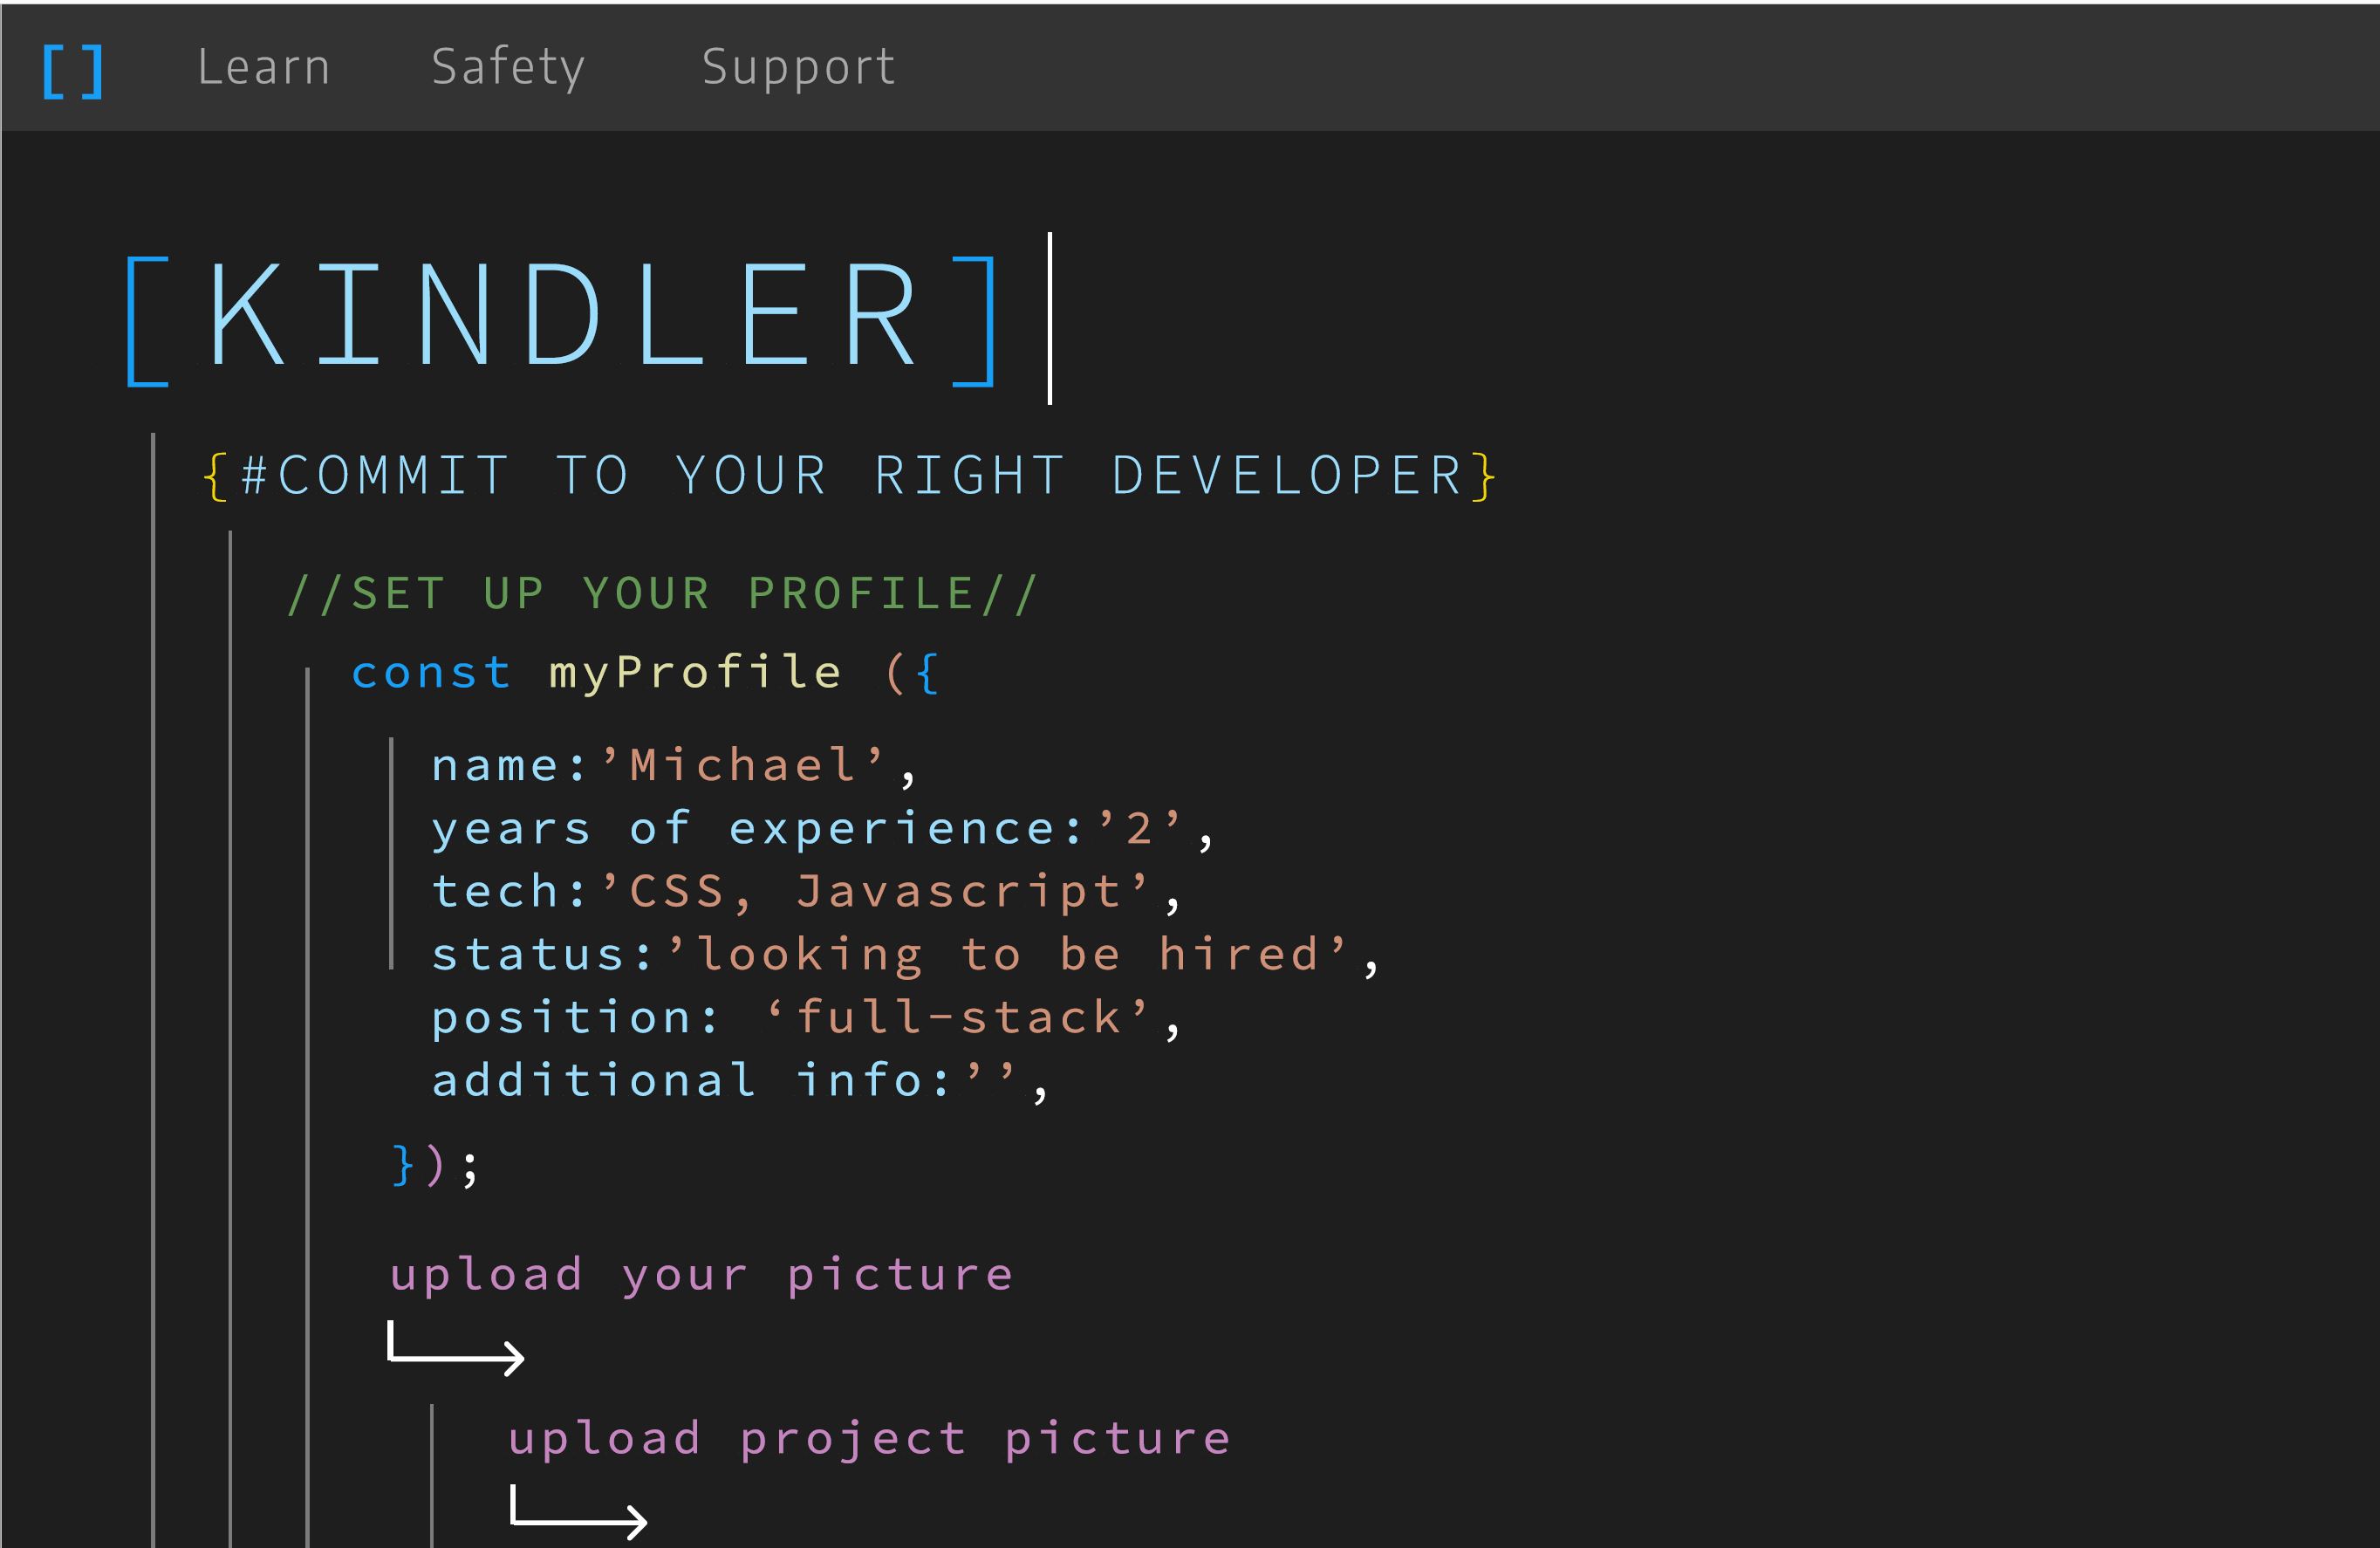 [] Learn Safety Support
[KINDLER]
{#COMMIT TO YOUR RIGHT DEVELOPER}
//SET UP YOUR PROFILE//
const myProfile ({
name:’Michael’,
years of experience:’2’,
tech:’CSS, Javascript’,
status:’looking to be hired’,
position: ‘full-stack’,
additional info:’’,
});
upload your picture
upload project picture